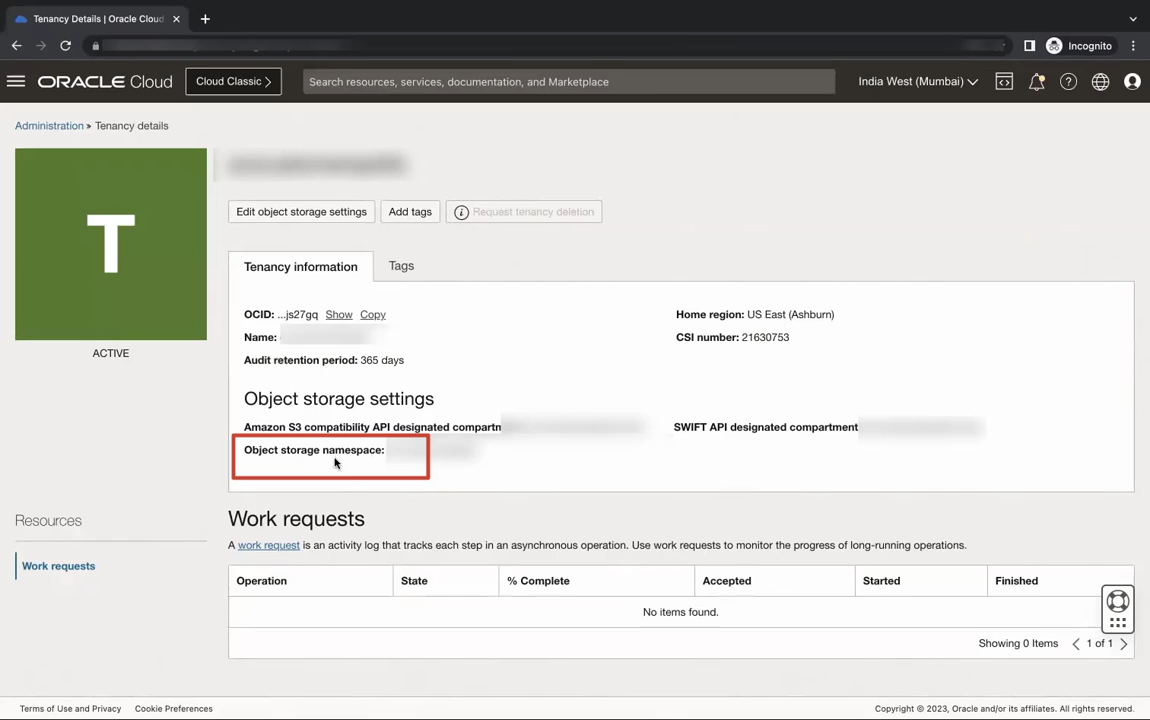 Tenancy Details | Oracle Cloud
Incognito
ORACLE Cloud
Cloud Classic
Search resources, services, documentation, and Marketplace
India West (Mumbai)
Administration » Tenancy details
T
ACTIVE
Edit object storage settings
Add tags
Request tenancy deletion
Tenancy information
Tags
OCID: ...js27gq Show Copy
Home region: US East (Ashburn)
Name:
CSI number: 21630753
Audit retention period: 365 days
Object storage settings
Amazon S3 compatibility API designated compartm
SWIFT API designated compartment
Object storage namespace:
Resources
Work requests
Work requests
A work request is an activity log that tracks each step in an asynchronous operation. Use work requests to monitor the progress of long-running operations.
Operation State % Complete Accepted Started Finished
No items found.
Showing 0 Items 1 of 1
Terms of Use and Privacy Cookie Preferences
Copyright © 2023, Oracle and/or its affiliates. All rights reserved.